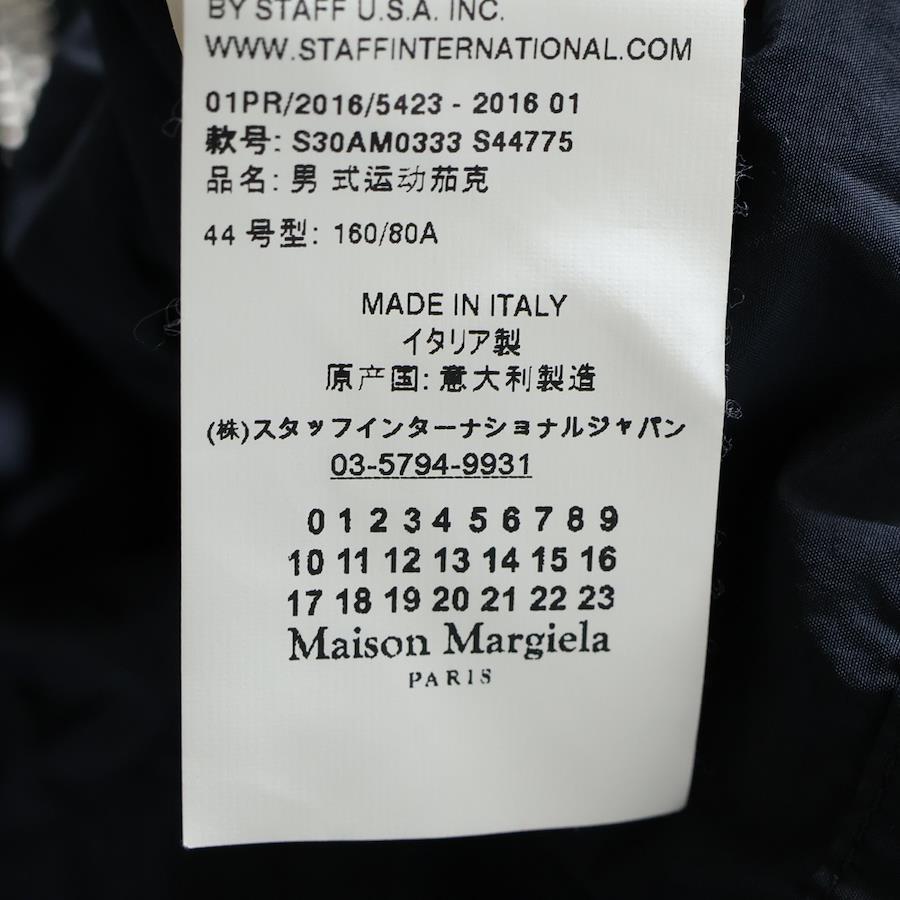 BY STAFF U.S.A. INC.
WWW.STAFFINTERNATIONAL.COM
01PR/2016/5423 - 2016 01
款号: S30AM0333 S44775
品名: 男 式运动茄克
44 号型: 160/80A
MADE IN ITALY
イタリア製
原产国: 意大利製造
(株)スタッフインターナショナルジャパン
03-5794-9931
0 1 2 3 4 5 6 7 8 9
10 11 12 13 14 15 16
17 18 19 20 21 22 23
Maison Margiela
PARIS